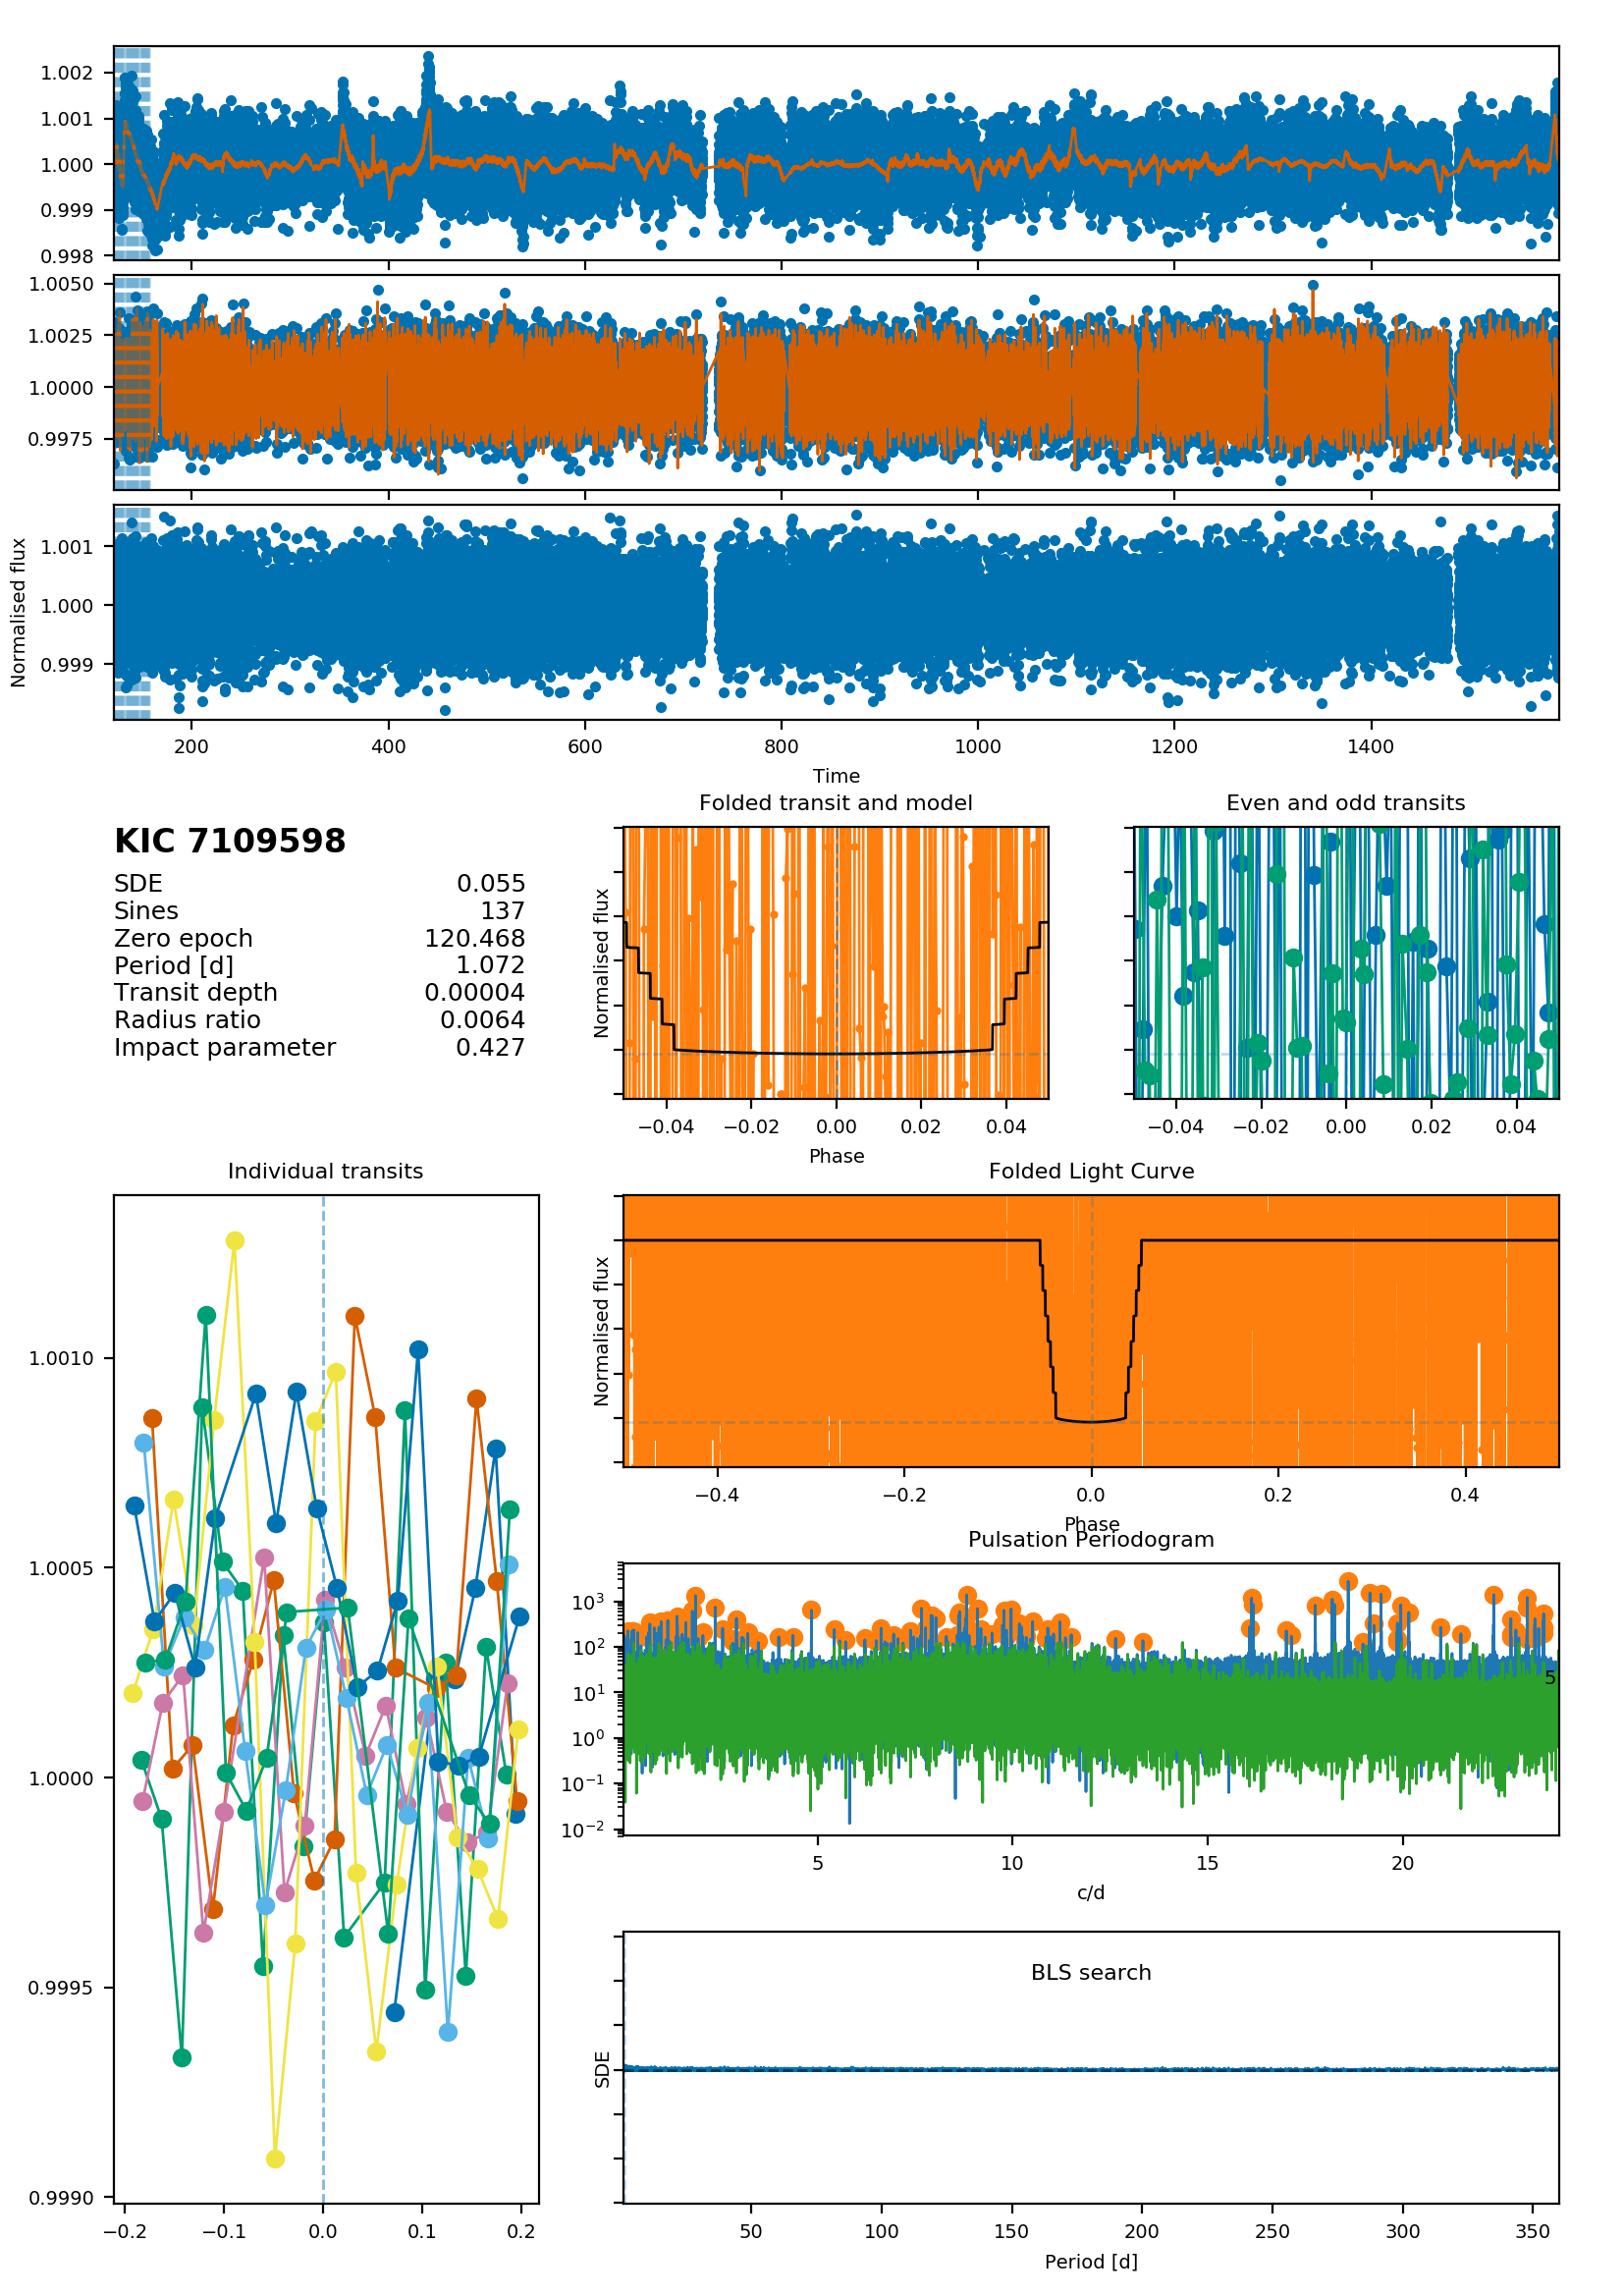 1.002
1.001
1.000
0.999
0.998
1.0050
1.0025
1.0000
0.9975
Normalised flux
1.001
1.000
0.999
200 400 600 800 1000 1200 1400
Time
KIC 7109598
SDE 0.055
Sines 137
Zero epoch 120.468
Period [d] 1.072
Transit depth 0.00004
Radius ratio 0.0064
Impact parameter 0.427
Folded transit and model
Normalised flux
−0.04 −0.02 0.00 0.02 0.04
Phase
Even and odd transits
−0.04 −0.02 0.00 0.02 0.04
Individual transits
1.0010
1.0005
1.0000
0.9995
0.9990
−0.2 −0.1 0.0 0.1 0.2
Folded Light Curve
Normalised flux
−0.4 −0.2 0.0 0.2 0.4
Phase
Pulsation Periodogram
10³
10²
10¹
10⁰
10⁻¹
10⁻²
5
5 10 15 20
c/d
BLS search
SDE
50 100 150 200 250 300 350
Period [d]